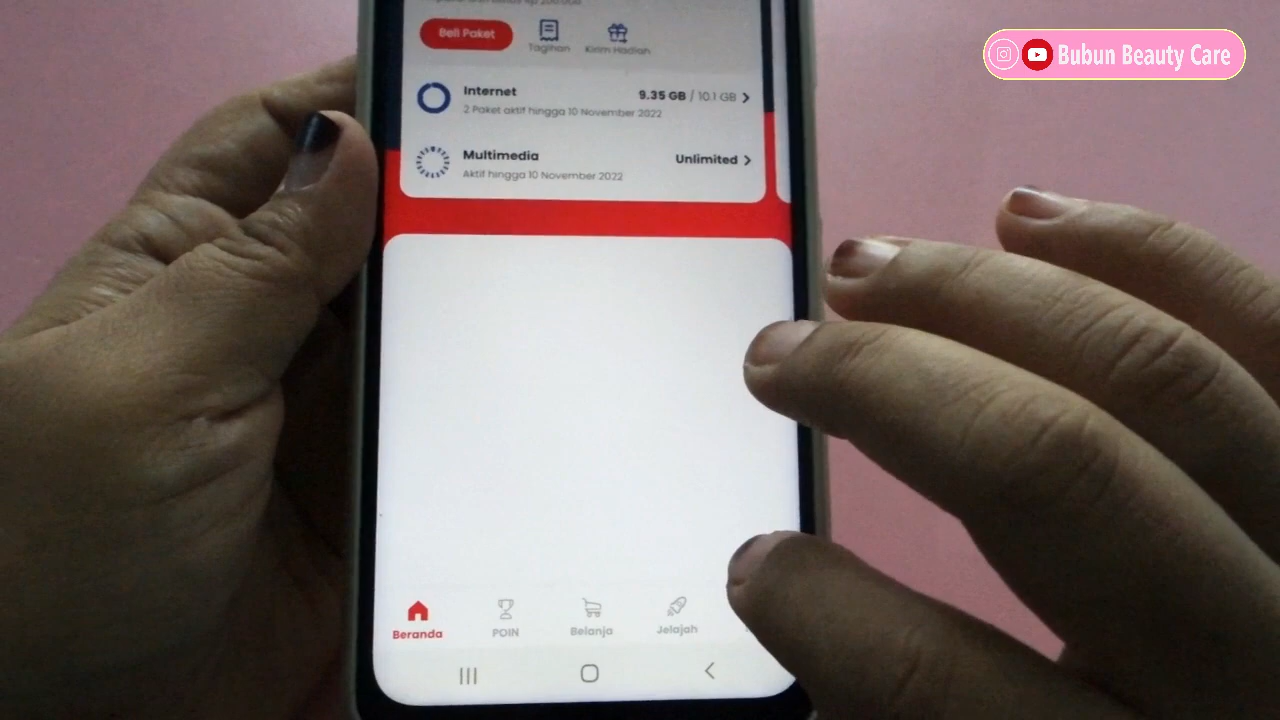 Bubun Beauty Care
Beli Paket
Tagihan
Kirim Hadiah
Internet
9.35 GB / 10.1 GB
2 Paket aktif hingga 10 November 2022
Multimedia
Unlimited
Aktif hingga 10 November 2022
Beranda
POIN
Belanja
Jelajah